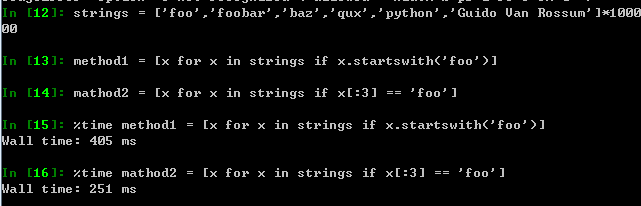 In [12]: strings = ['foo','foobar','baz','qux','python','Guido Van Rossum']*1000
00
In [13]: method1 = [x for x in strings if x.startswith('foo')]
In [14]: mathod2 = [x for x in strings if x[:3] == 'foo']
In [15]: %time method1 = [x for x in strings if x.startswith('foo')]
Wall time: 405 ms
In [16]: %time mathod2 = [x for x in strings if x[:3] == 'foo']
Wall time: 251 ms